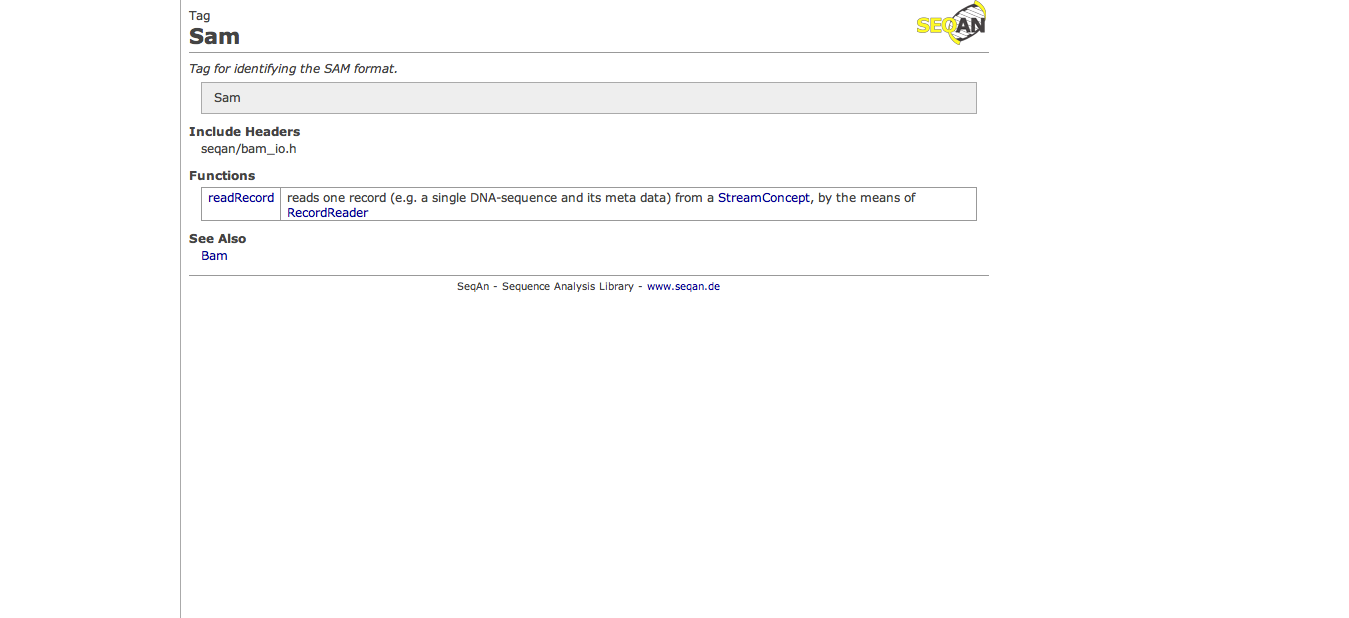 Tag
SEQAN
Sam
Tag for identifying the SAM format.
Sam
Include Headers
seqan/bam_io.h
Functions
readRecord reads one record (e.g. a single DNA-sequence and its meta data) from a StreamConcept, by the means of
RecordReader
See Also
Bam
SeqAn - Sequence Analysis Library - www.seqan.de